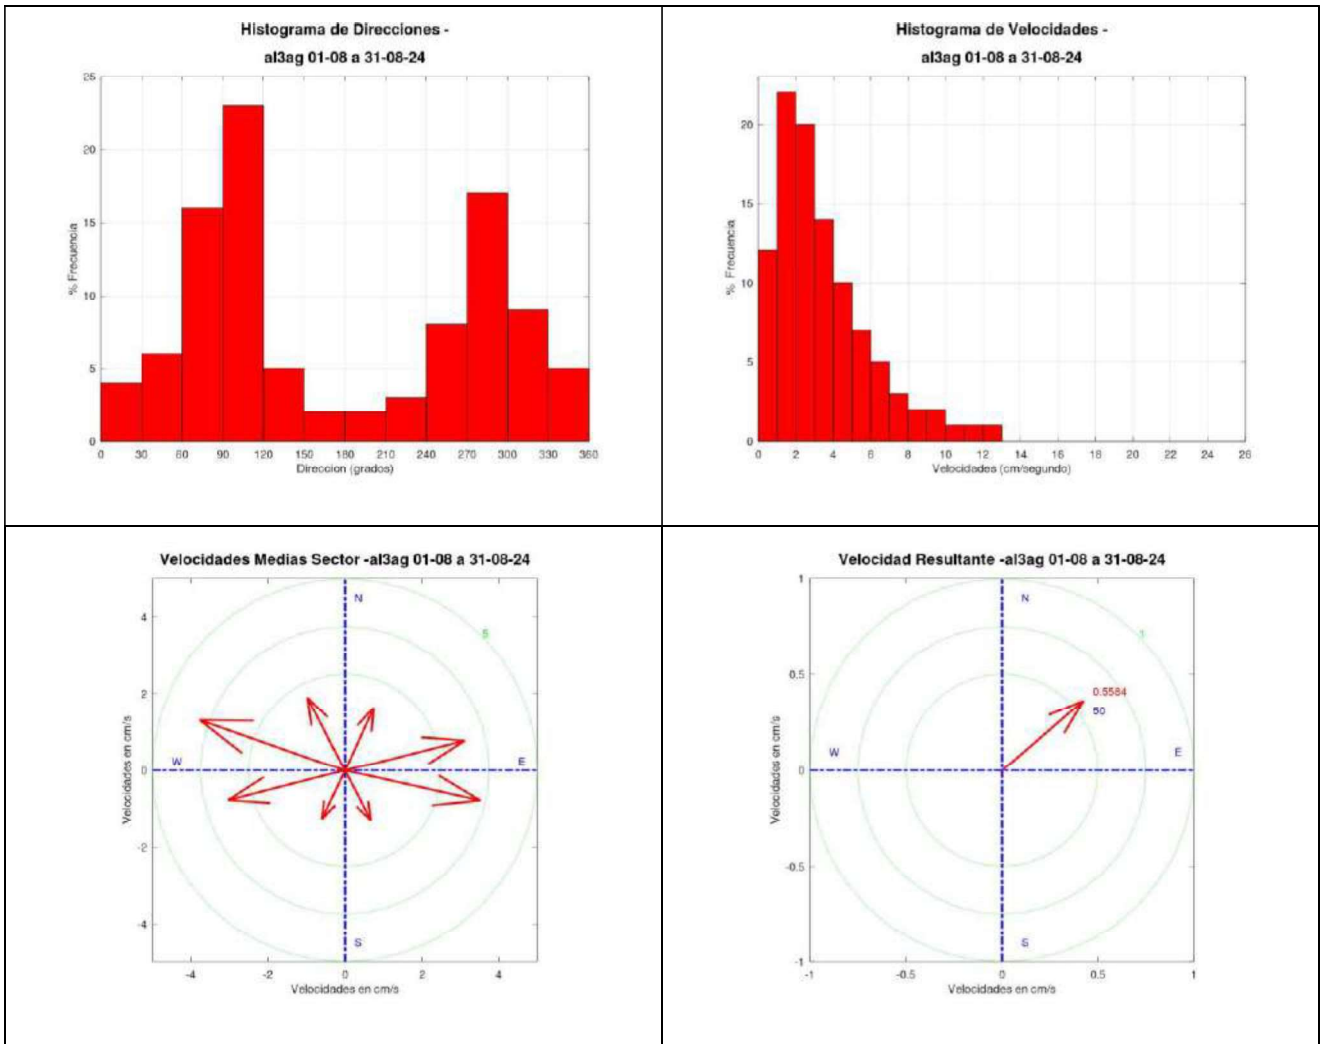 Histograma de Direcciones -
al3ag 01-08 a 31-08-24
25
20
15
10
5
0
% Frecuencia
0 30 60 90 120 150 180 210 240 270 300 330 360
Direccion (grados)
Histograma de Velocidades -
al3ag 01-08 a 31-08-24
20
15
10
5
0
% Frecuencia
0 2 4 6 8 10 12 14 16 18 20 22 24 26
Velocidades (cm/segundo)
Velocidades Medias Sector -al3ag 01-08 a 31-08-24
N
5
4
2
W
E
0
-2
-4
S
Velocidades en cm/s
-4 -2 0 2 4
Velocidades en cm/s
Velocidad Resultante -al3ag 01-08 a 31-08-24
1
N
1
0.5
0.5584
50
W
E
0
-0.5
S
-1
Velocidades en cm/s
-1 -0.5 0 0.5 1
Velocidades en cm/s